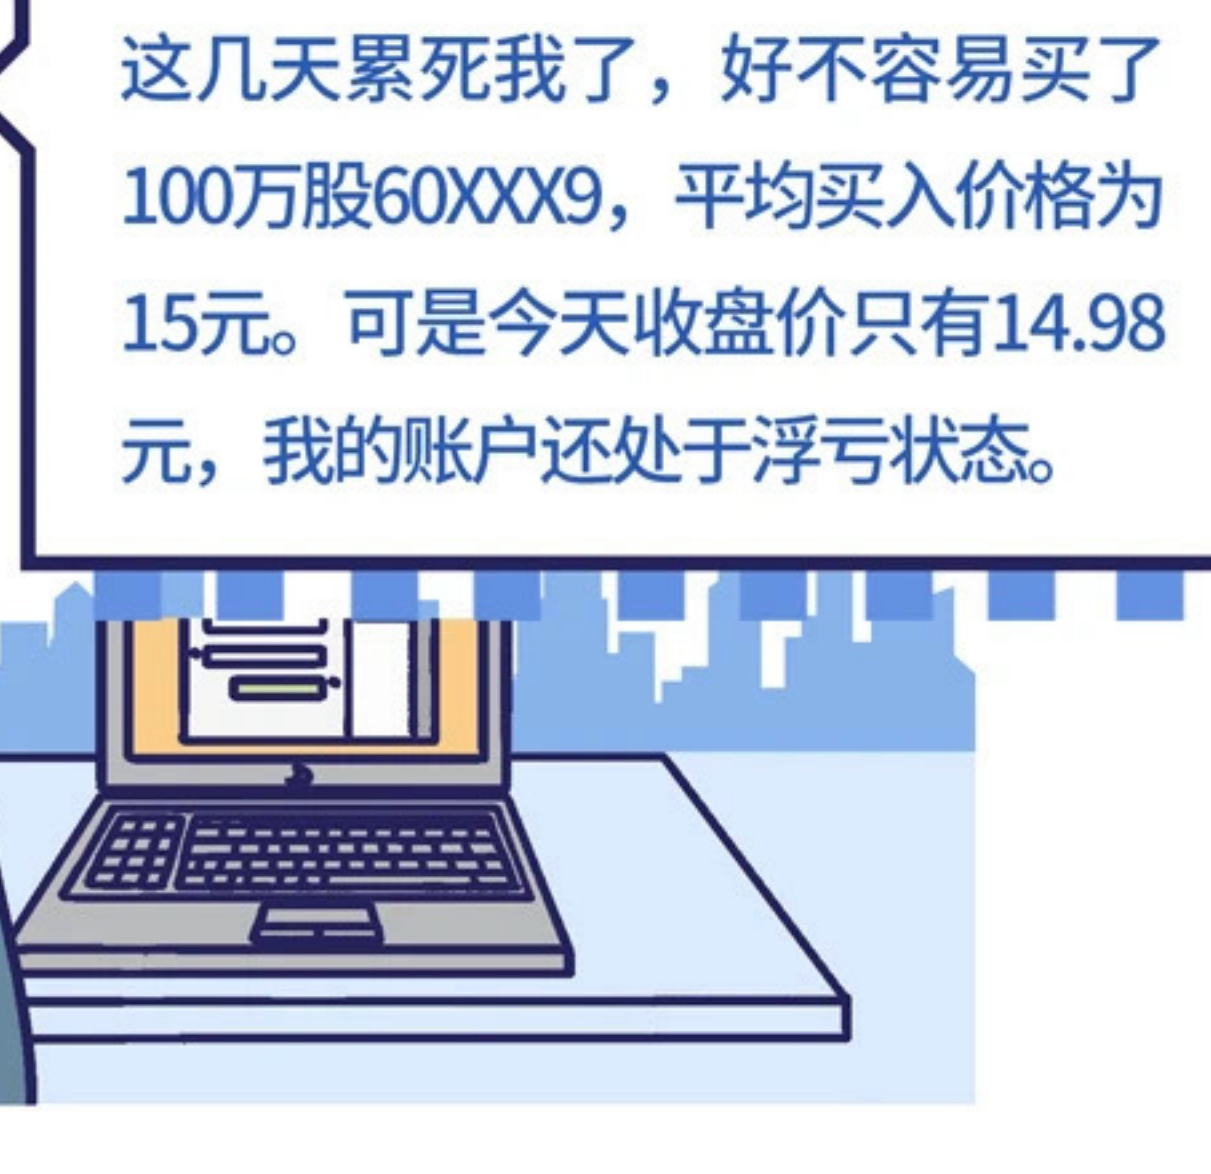 这几天累死我了，好不容易买了
100万股60XXX9，平均买入价格为
15元。可是今天收盘价只有14.98
元，我的账户还处于浮亏状态。